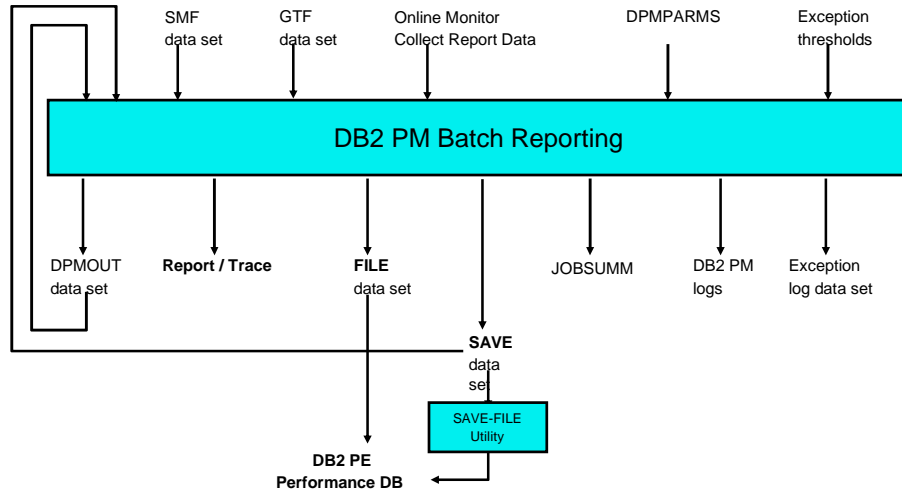 SMF
data set
GTF
data set
Online Monitor
Collect Report Data
DPMPARMS
Exception
thresholds
DB2 PM Batch Reporting
DPMOUT
data set
Report / Trace
FILE
data set
JOBSUMM
DB2 PM
logs
Exception
log data set
SAVE
data
set
SAVE-FILE
Utility
DB2 PE
Performance DB